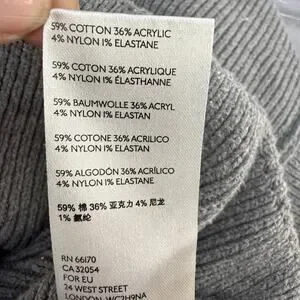 59% COTTON 36% ACRYLIC
4% NYLON 1% ELASTANE
59% COTON 36% ACRYLIQUE
4% NYLON 1% ÉLASTHANNE
59% BAUMWOLLE 36% ACRYL
4% NYLON 1% ELASTAN
59% COTONE 36% ACRILICO
4% NYLON 1% ELASTAN
59% ALGODÓN 36% ACRÍLICO
4% NYLON 1% ELASTANE
59% 棉 36% 亚克力 4% 尼龙
1% 氨纶
RN 66170
CA 32054
FOR EU
24 WEST STREET
LONDON, WC2H9NA